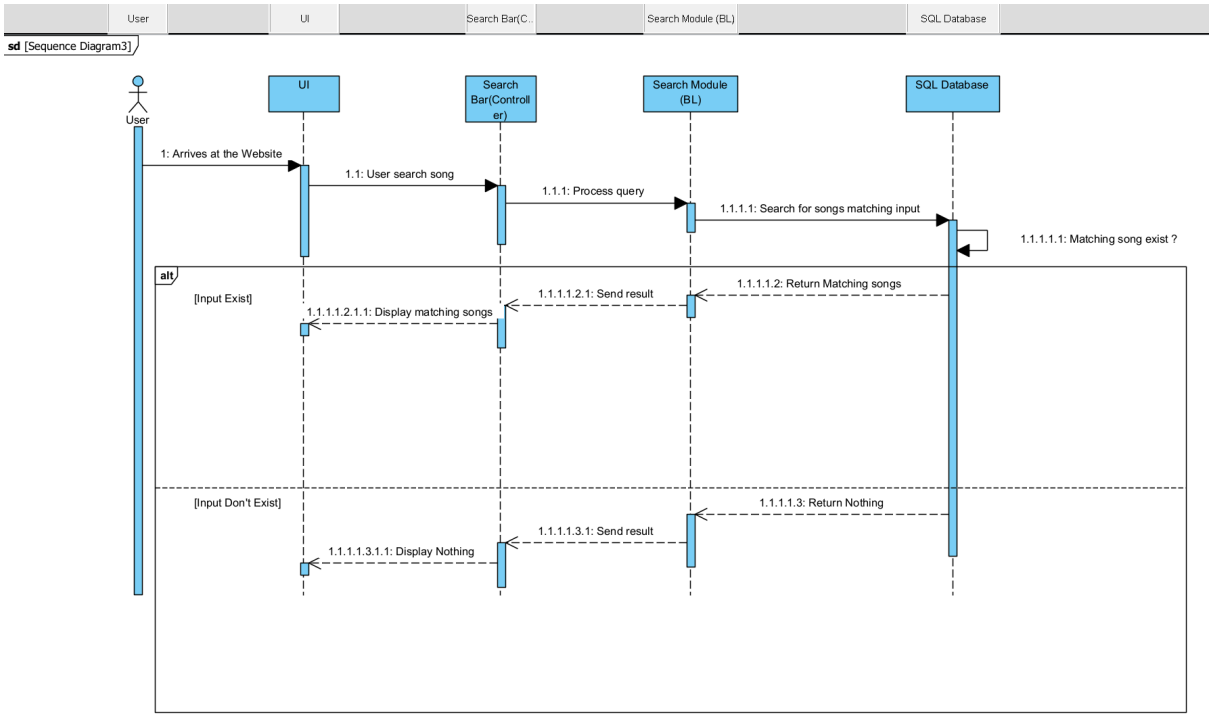 User
UI
Search Bar(C...
Search Module (BL)
SQL Database
sd [Sequence Diagram3]
User
UI
Search
Bar(Controll
er)
Search Module
(BL)
SQL Database
1: Arrives at the Website
1.1: User search song
1.1.1: Process query
1.1.1.1: Search for songs matching input
1.1.1.1.1: Matching song exist ?
alt
[Input Exist]
1.1.1.1.2: Return Matching songs
1.1.1.1.2.1: Send result
1.1.1.1.2.1.1: Display matching songs
[Input Don't Exist]
1.1.1.1.3: Return Nothing
1.1.1.1.3.1: Send result
1.1.1.1.3.1.1: Display Nothing